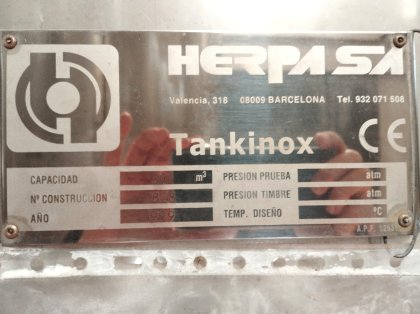 HERPA SA
Valencia, 318 08009 BARCELONA Tel. 932 071 508
Tankinox CE
CAPACIDAD m³ PRESION PRUEBA atm
Nº CONSTRUCCION PRESION TIMBRE atm
AÑO TEMP. DISEÑO ºC